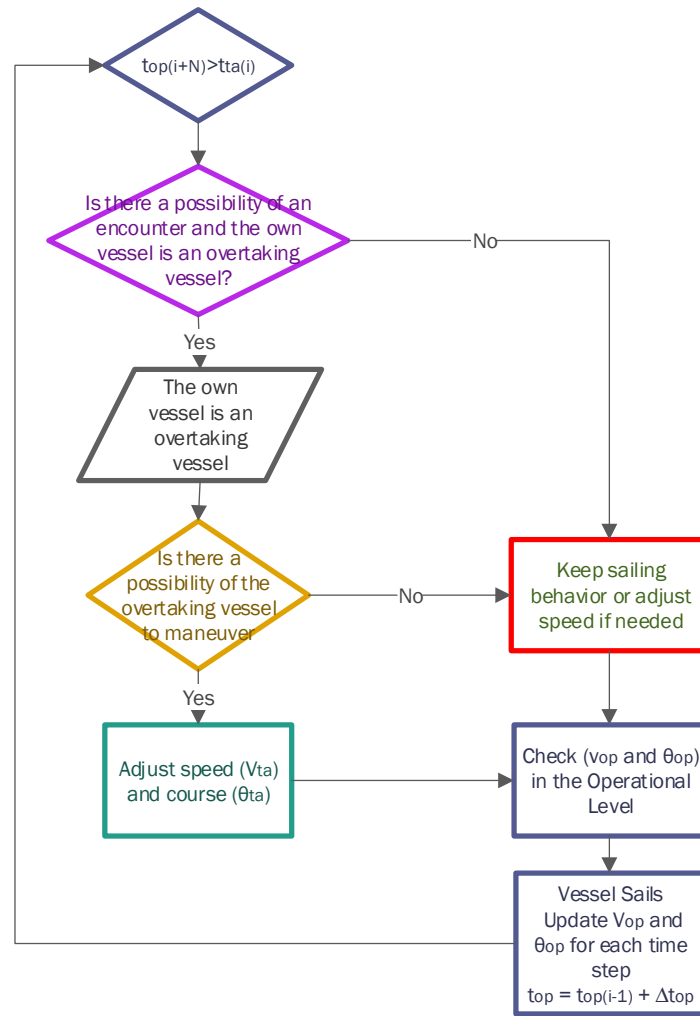 top(i+N)>tta(i)
Is there a possibility of an
encounter and the own
vessel is an overtaking
vessel?
No
Yes
The own
vessel is an
overtaking
vessel
Is there a
possibility of the
overtaking vessel
to maneuver
No
Keep sailing
behavior or adjust
speed if needed
Yes
Adjust speed (Vta)
and course (θta)
Check (vop and θop)
in the Operational
Level
Vessel Sails
Update Vop and
θop for each time
step
top = top(i-1) + Δtop